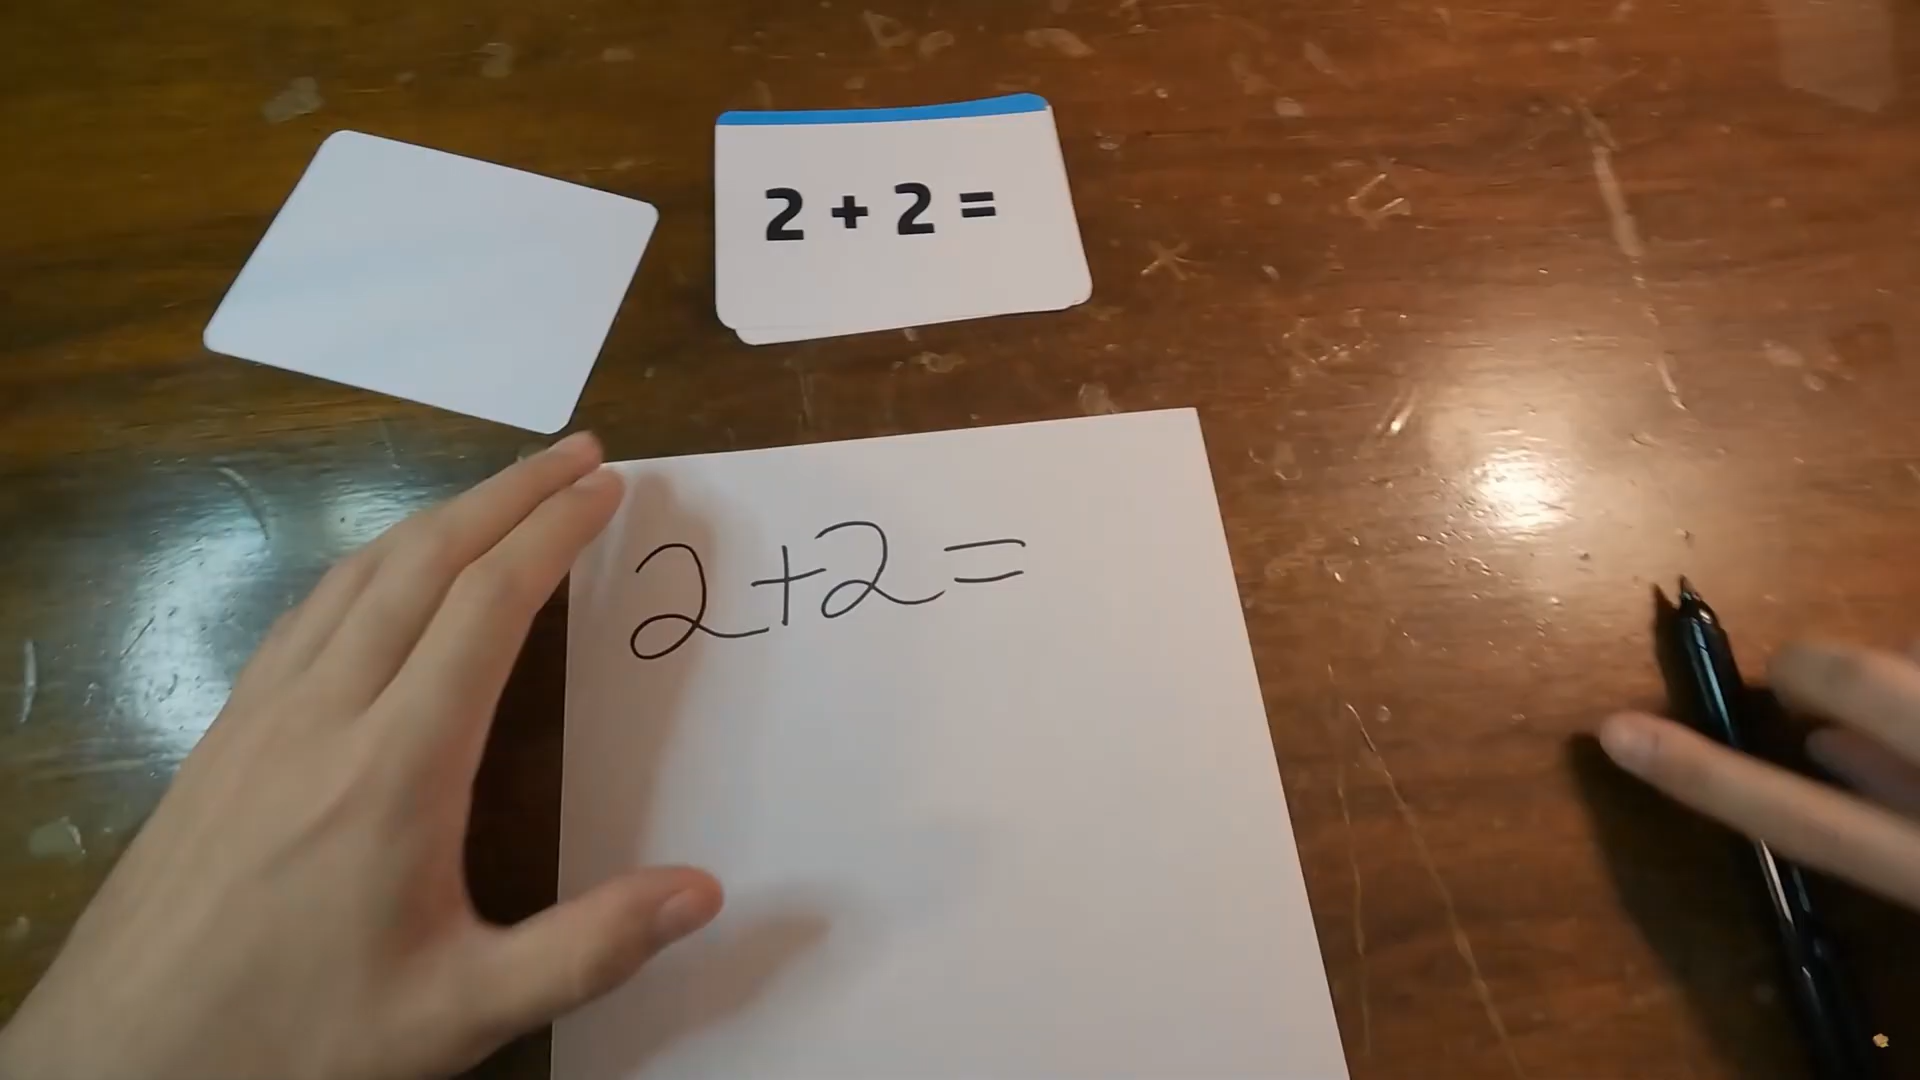 2 + 2 =
2+2=